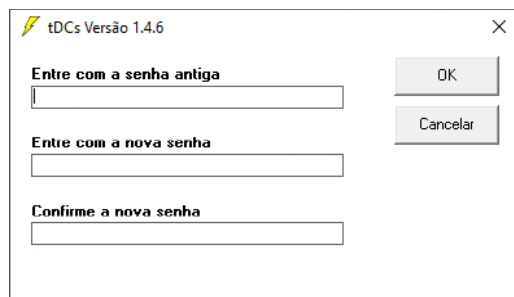 tDCs Versão 1.4.6
Entre com a senha antiga
OK
Cancelar
Entre com a nova senha
Confirme a nova senha